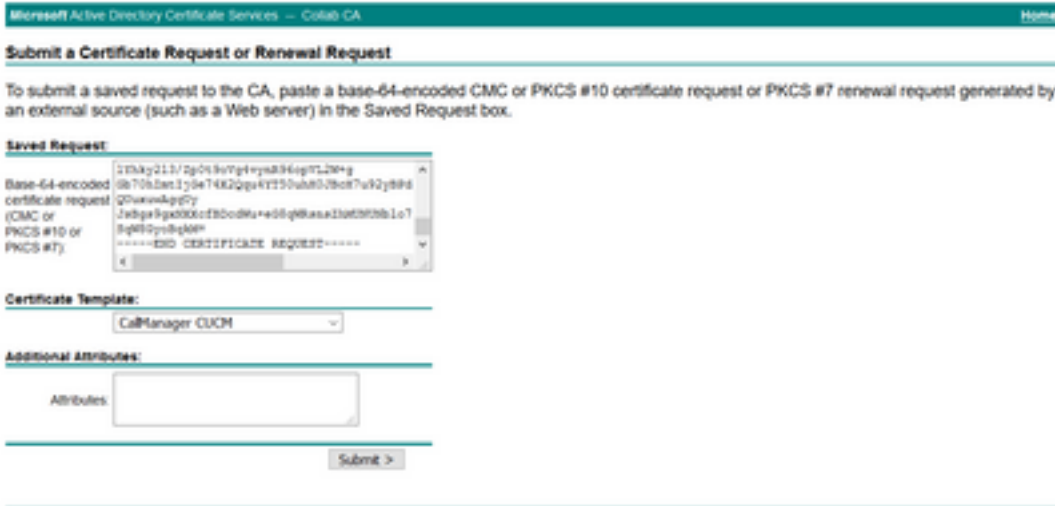 Microsoft Active Directory Certificate Services -- Collab CA
Home
Submit a Certificate Request or Renewal Request
To submit a saved request to the CA, paste a base-64-encoded CMC or PKCS #10 certificate request or PKCS #7 renewal request generated by
an external source (such as a Web server) in the Saved Request box.
Saved Request:
Base-64-encoded
certificate request
(CMC or
PKCS #10 or
PKCS #7):
-----END CERTIFICATE REQUEST-----
Certificate Template:
CallManager CUCM
Additional Attributes:
Attributes:
Submit >